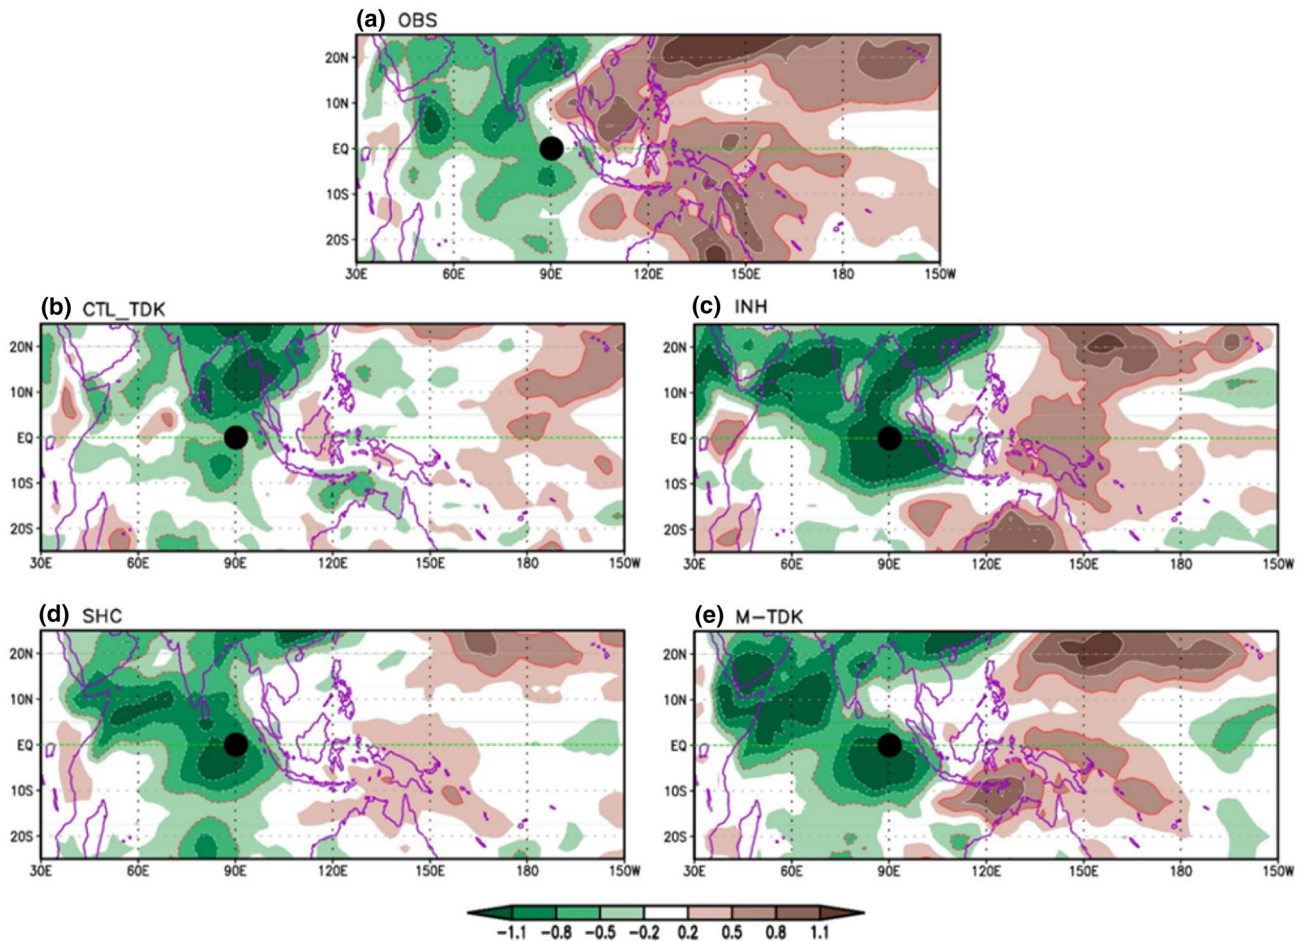 (a) OBS
20N
10N
EQ
10S
20S
30E 60E 90E 120E 150E 180 150W
(b) CTL_TDK
20N
10N
EQ
10S
20S
30E 60E 90E 120E 150E 180 150W
(c) INH
20N
10N
EQ
10S
20S
30E 60E 90E 120E 150E 180 150W
(d) SHC
20N
10N
EQ
10S
20S
30E 60E 90E 120E 150E 180 150W
(e) M-TDK
20N
10N
EQ
10S
20S
30E 60E 90E 120E 150E 180 150W
-1.1 -0.8 -0.5 -0.2 0.2 0.5 0.8 1.1